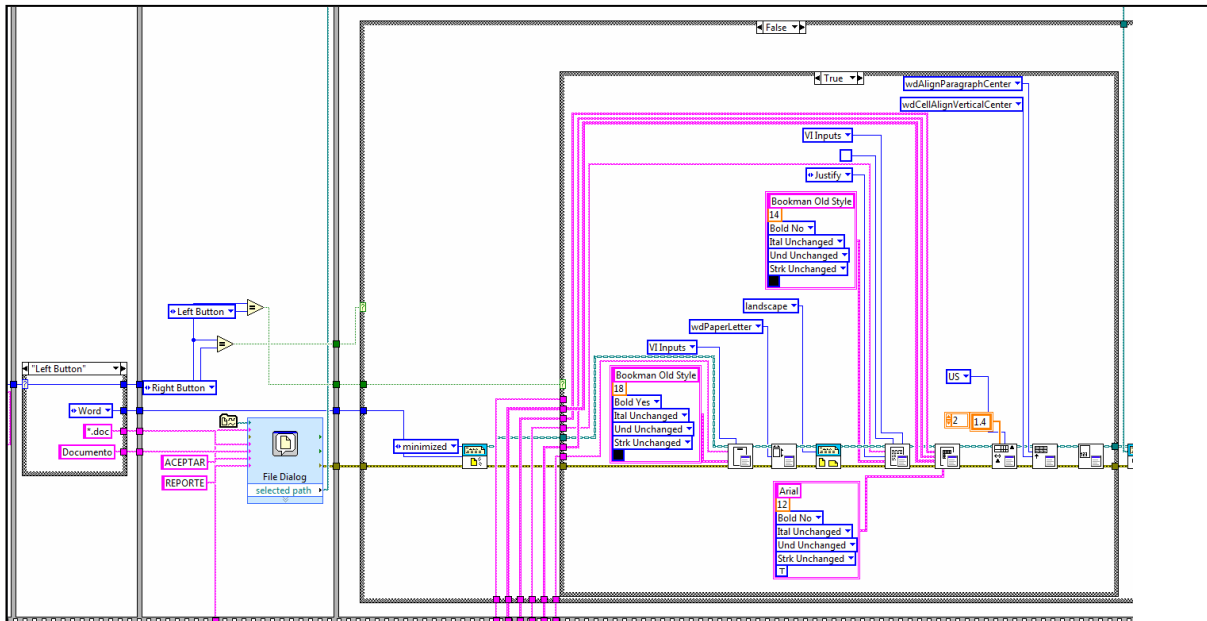 False
True
wdAlignParagraphCenter
wdCellAlignVerticalCenter
VI Inputs
Justify
Bookman Old Style
14
Bold No
Ital Unchanged
Und Unchanged
Strk Unchanged
landscape
Left Button
wdPaperLetter
VI Inputs
"Left Button"
Right Button
Bookman Old Style
18
Bold Yes
Ital Unchanged
Und Unchanged
Strk Unchanged
US
Word
2
1.4
*.doc
minimized
Documento
ACEPTAR
File Dialog
REPORTE
selected path
Arial
12
Bold No
Ital Unchanged
Und Unchanged
Strk Unchanged
T